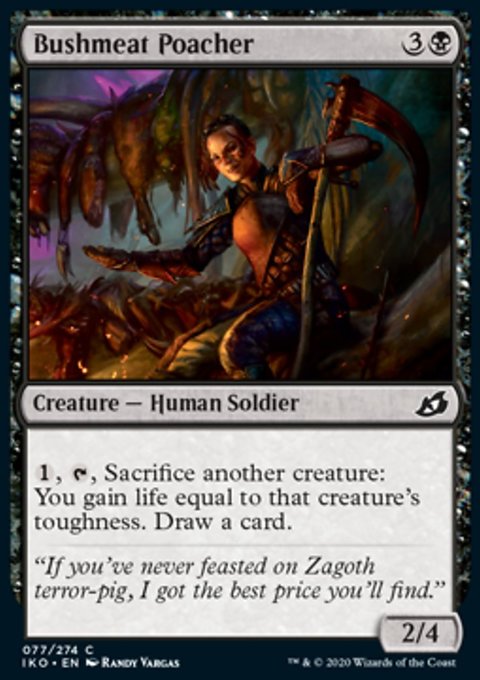 Bushmeat Poacher 3
Creature — Human Soldier
1, , Sacrifice another creature:
You gain life equal to that creature's
toughness. Draw a card.
"If you've never feasted on Zagoth
terror-pig, I got the best price you'll find."
2/4
077/274 C
IKO • EN Randy Vargas
™ & © 2020 Wizards of the Coast